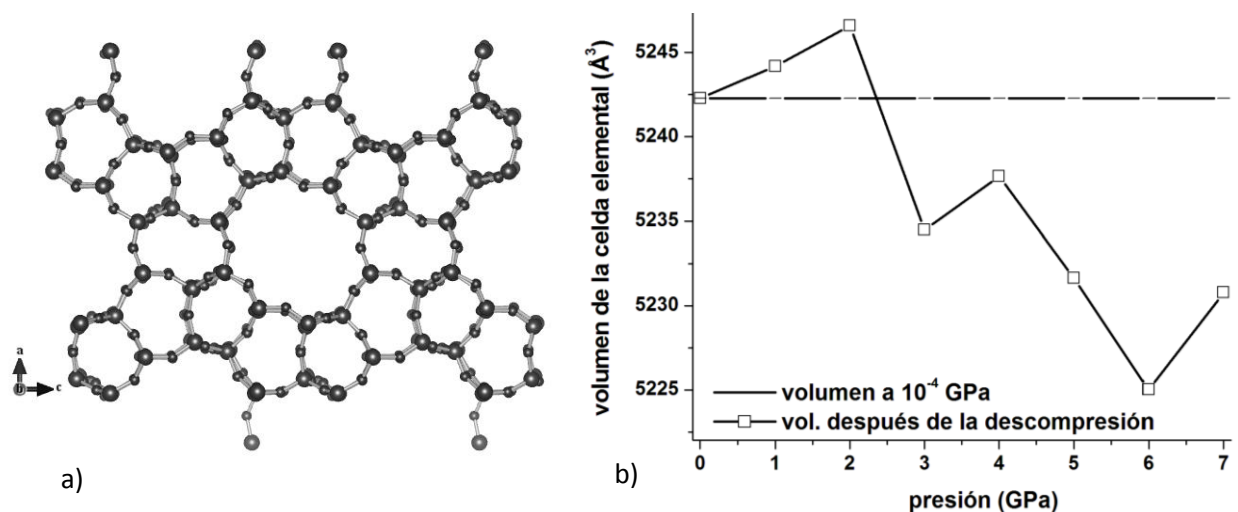 a
b
c
a)
b)
volumen de la celda elemental (Å³)
5245
5240
5235
5230
5225
volumen a 10⁻⁴ GPa
vol. después de la descompresión
0 1 2 3 4 5 6 7
presión (GPa)